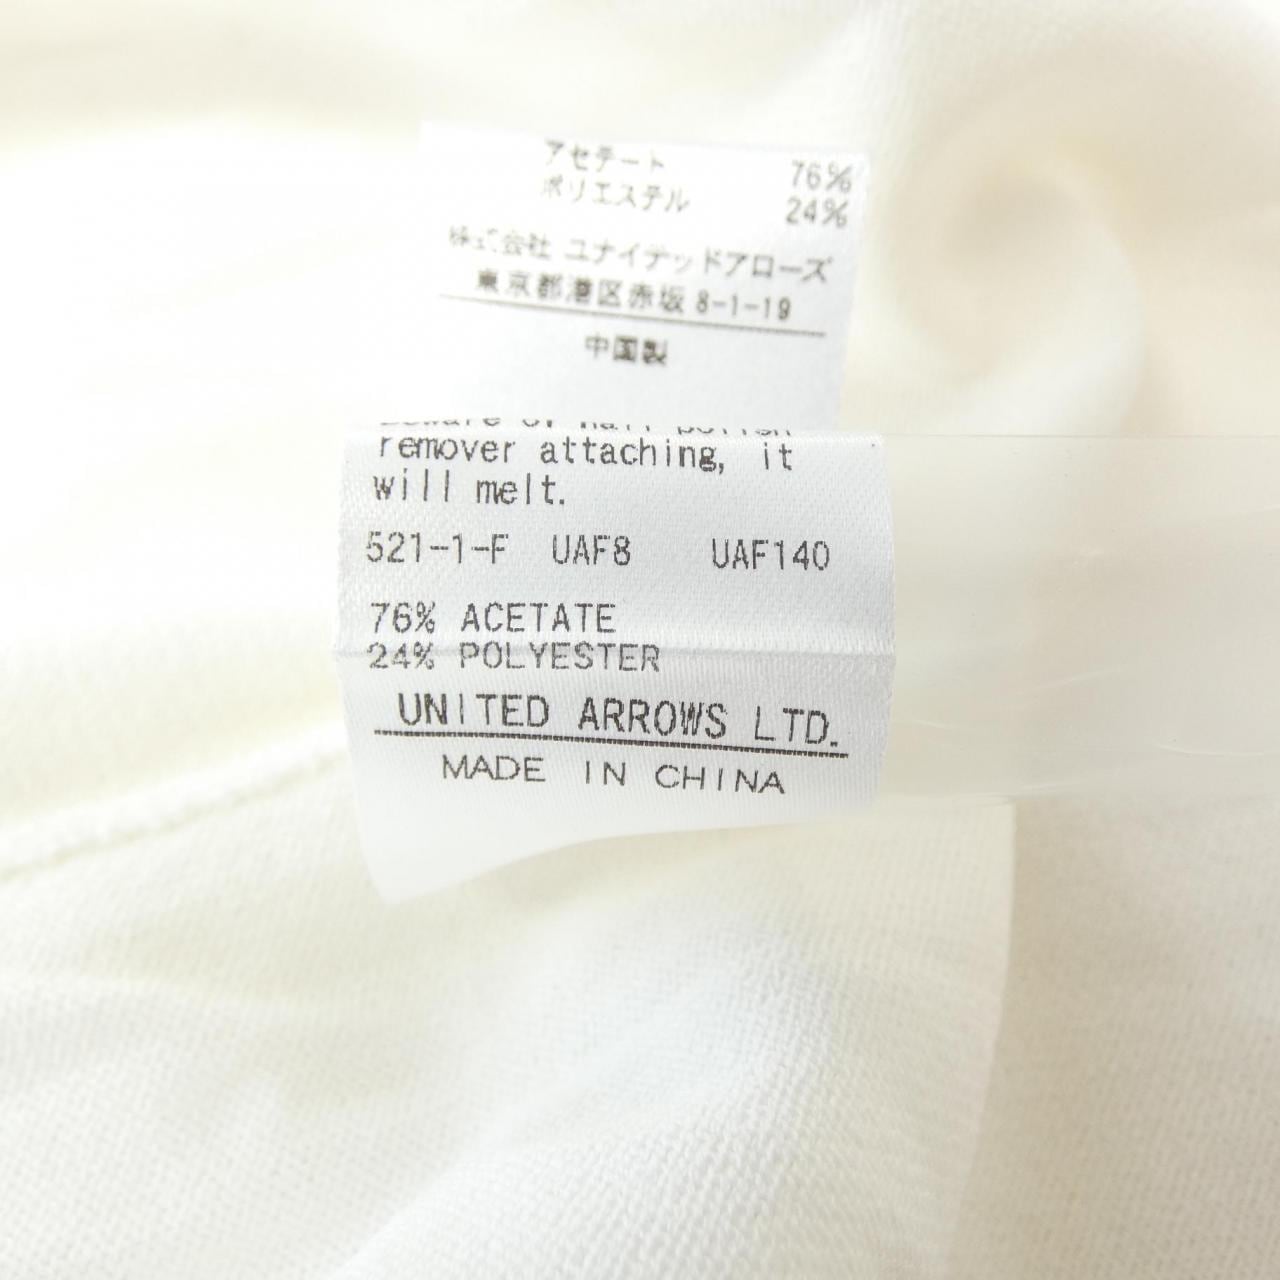 アセテート 76%
ポリエステル 24%
株式会社 ユナイテッドアローズ
東京都港区赤坂 8-1-19
中国製
remover attaching, it
will melt.
521-1-F UAF8 UAF140
76% ACETATE
24% POLYESTER
UNITED ARROWS LTD.
MADE IN CHINA